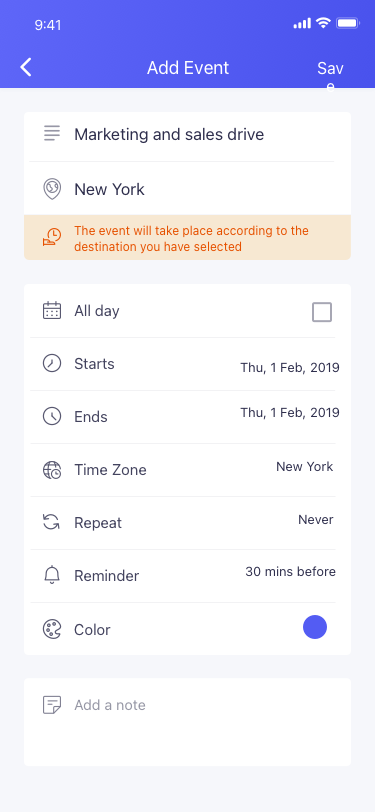 9:41
Add Event
Sav
e
Marketing and sales drive
New York
The event will take place according to the
destination you have selected
All day
Starts
Thu, 1 Feb, 2019
Ends
Thu, 1 Feb, 2019
Time Zone
New York
Repeat
Never
Reminder
30 mins before
Color
Add a note